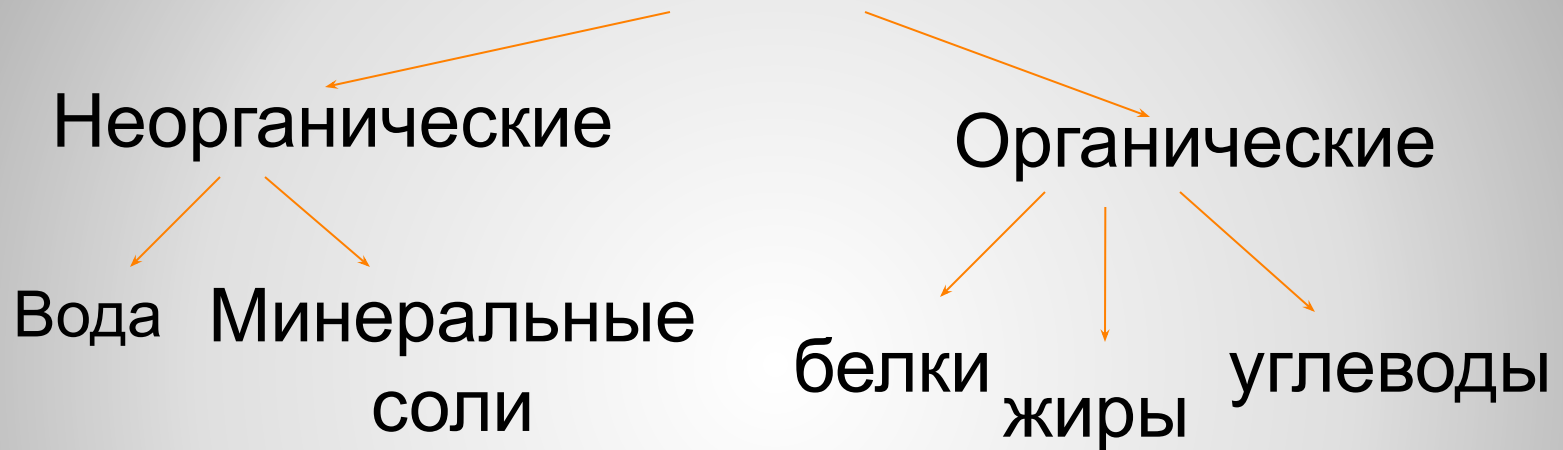 Неорганические
Органические
Вода
Минеральные
соли
белки
жиры
углеводы